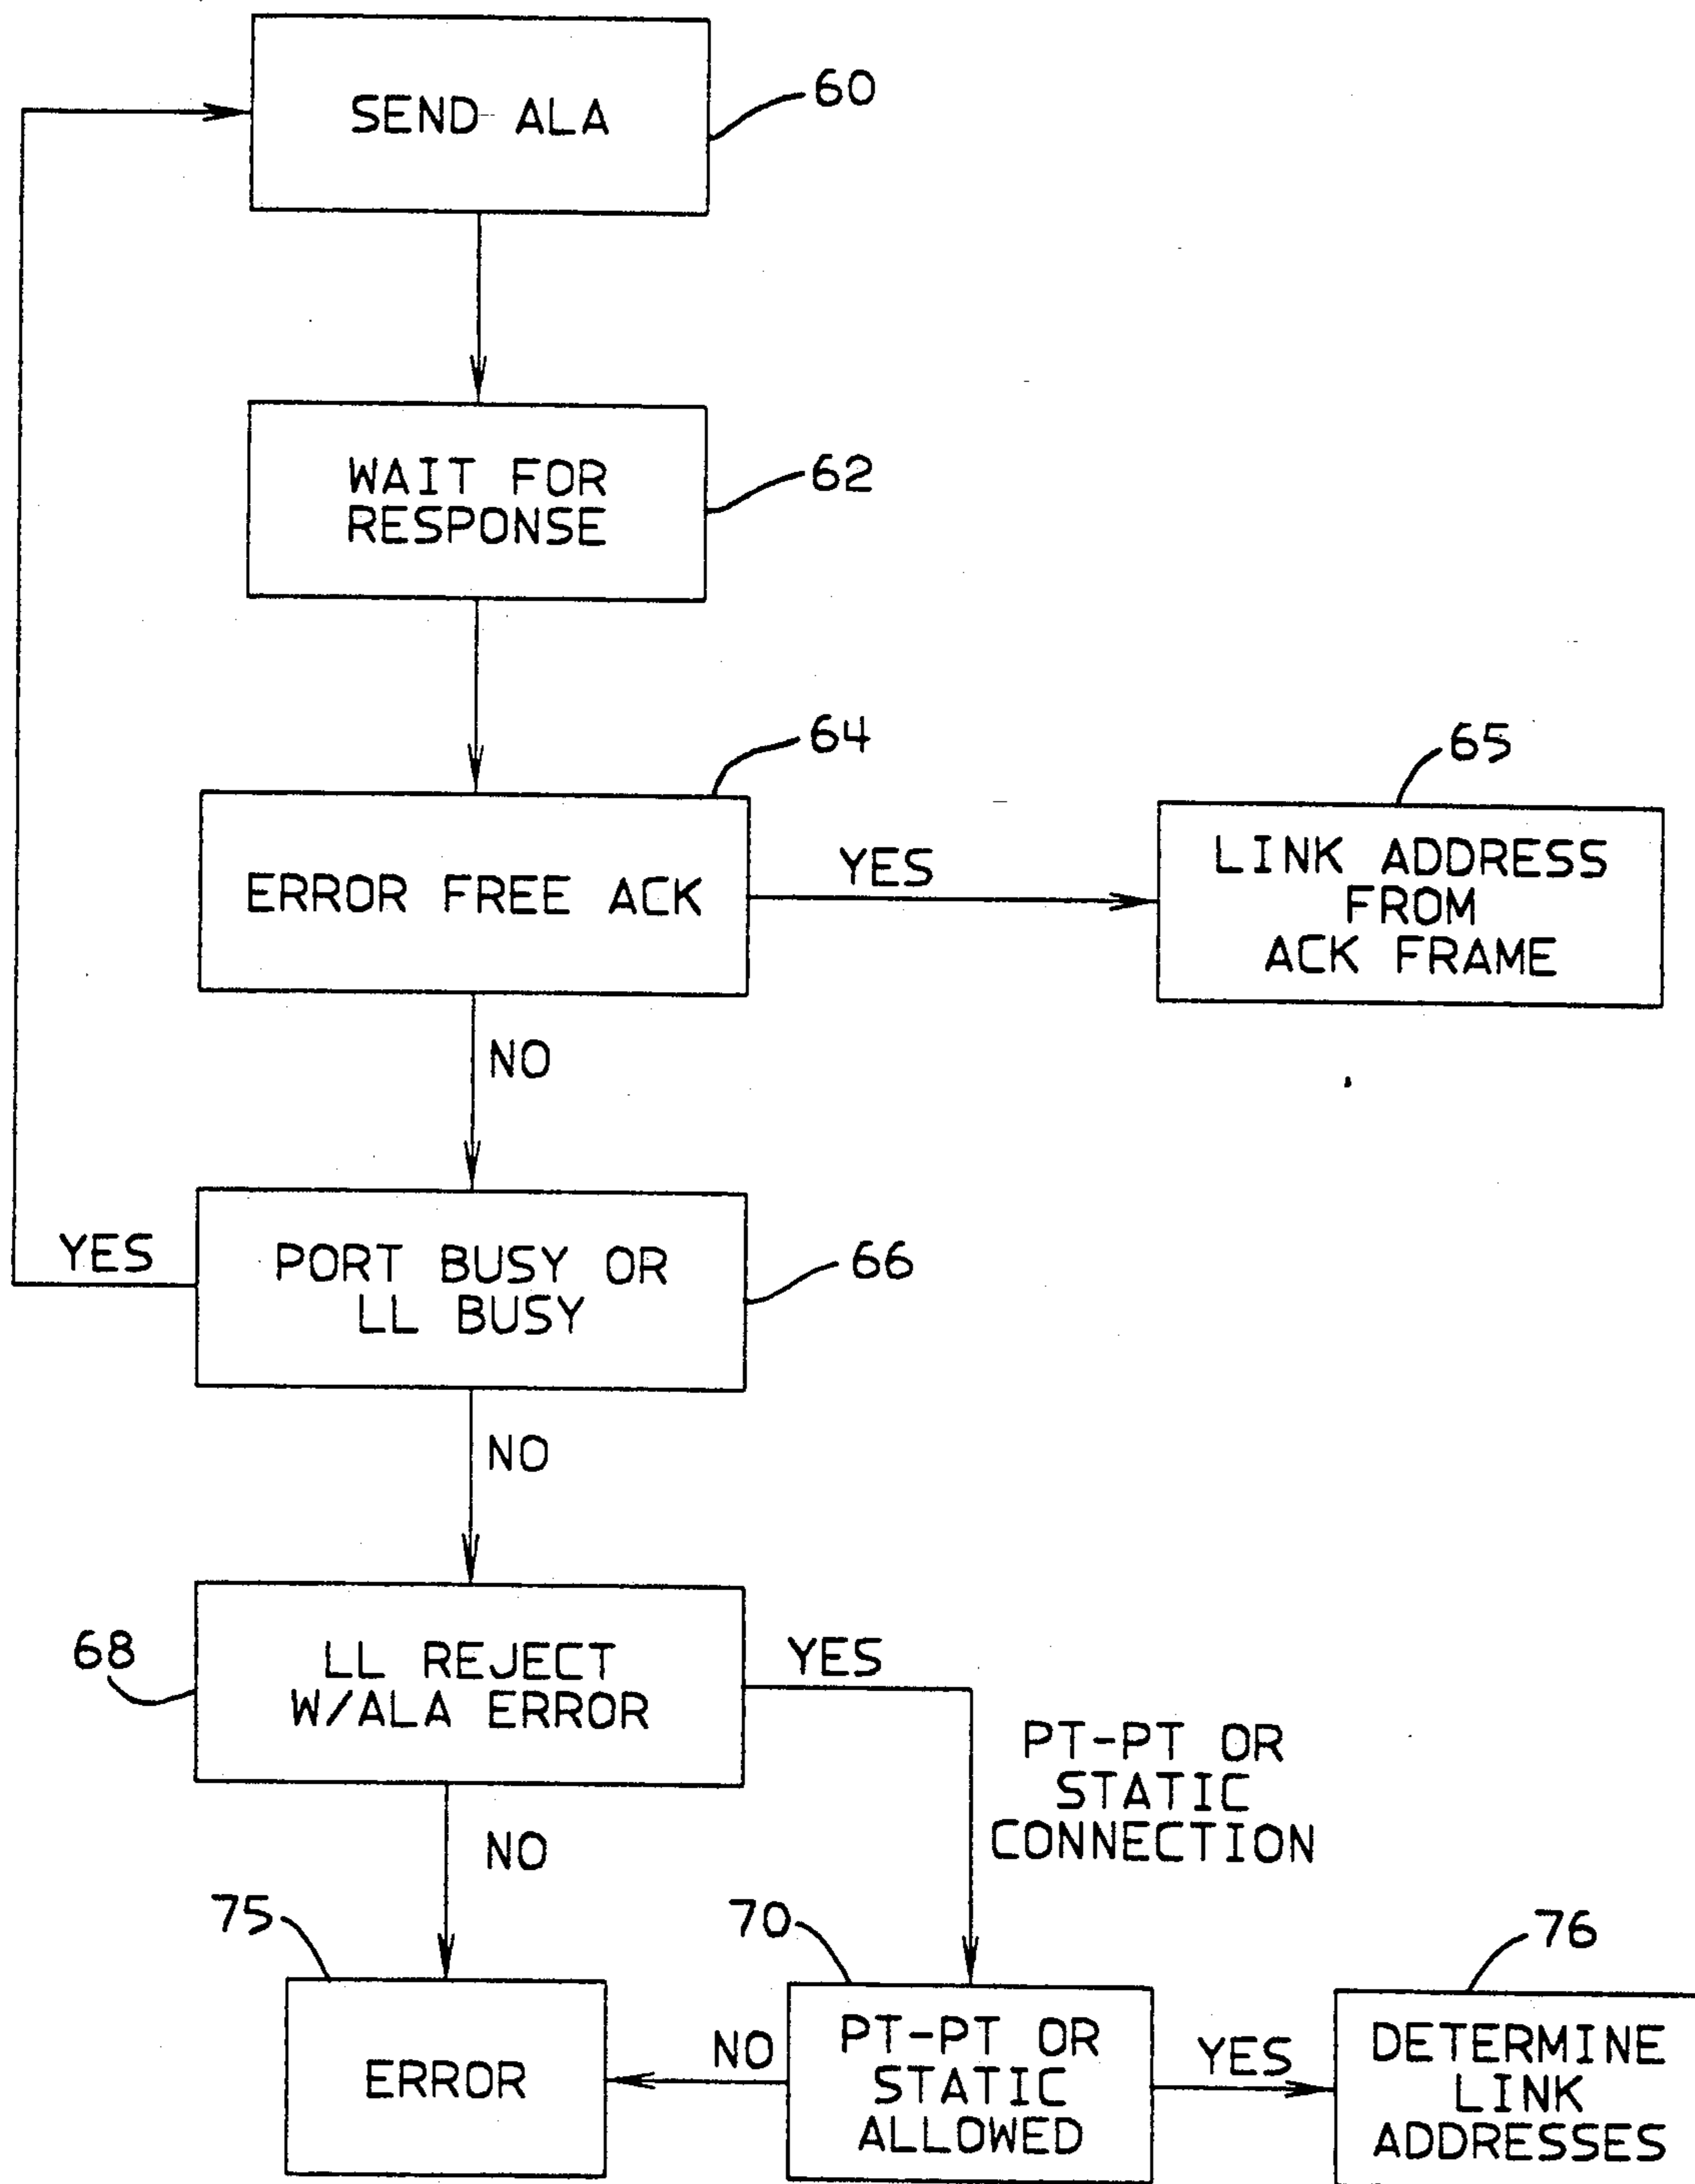 SEND ALA
60
WAIT FOR
RESPONSE
62
64
ERROR FREE ACK
YES
65
LINK ADDRESS
FROM
ACK FRAME
NO
YES
PORT BUSY OR
LL BUSY
66
NO
68
LL REJECT
W/ALA ERROR
YES
PT-PT OR
STATIC
CONNECTION
NO
75
ERROR
NO
70
PT-PT OR
STATIC
ALLOWED
YES
76
DETERMINE
LINK
ADDRESSES